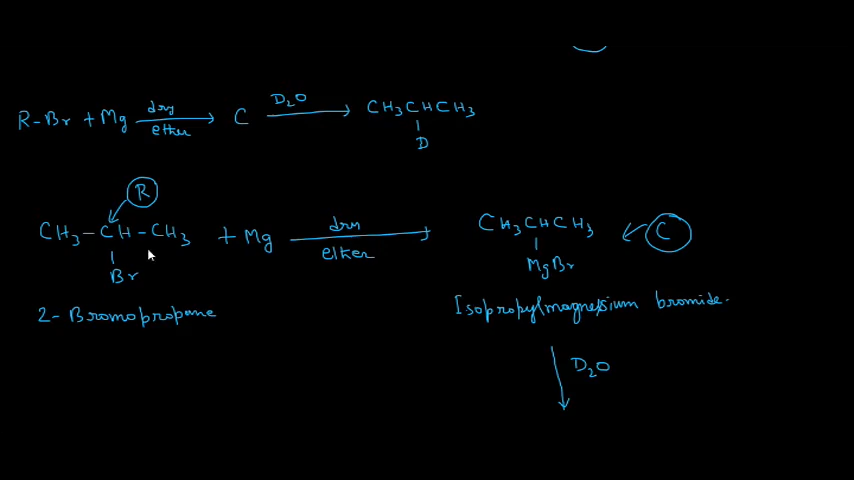 R-Br + Mg dry ether C D2O CH3CHCH3
D
R
CH3-CH-CH3 + Mg dry ether CH3CHCH3 C
Br MgBr
2-Bromopropane Isopropylmagnesium bromide.
D2O